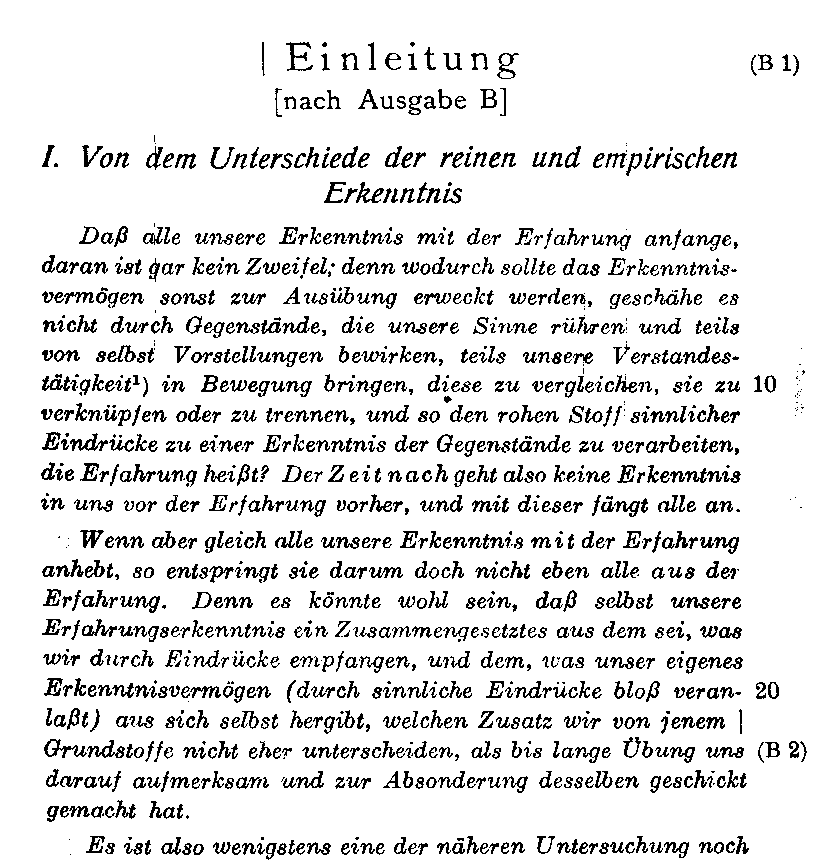 | Einleitung (B 1)
[nach Ausgabe B]
I. Von dem Unterschiede der reinen und empirischen
Erkenntnis
Daß alle unsere Erkenntnis mit der Erfahrung anfange,
daran ist gar kein Zweifel; denn wodurch sollte das Erkenntnis-
vermögen sonst zur Ausübung erweckt werden, geschähe es
nicht durch Gegenstände, die unsere Sinne rühren und teils
von selbst Vorstellungen bewirken, teils unsere Verstandes-
tätigkeit¹) in Bewegung bringen, diese zu vergleichen, sie zu 10
verknüpfen oder zu trennen, und so den rohen Stoff sinnlicher
Eindrücke zu einer Erkenntnis der Gegenstände zu verarbeiten,
die Erfahrung heißt? Der Zeit nach geht also keine Erkenntnis
in uns vor der Erfahrung vorher, und mit dieser fängt alle an.
Wenn aber gleich alle unsere Erkenntnis mit der Erfahrung
anhebt, so entspringt sie darum doch nicht eben alle aus der
Erfahrung. Denn es könnte wohl sein, daß selbst unsere
Erfahrungserkenntnis ein Zusammengesetztes aus dem sei, was
wir durch Eindrücke empfangen, und dem, was unser eigenes
Erkenntnisvermögen (durch sinnliche Eindrücke bloß veran- 20
laßt) aus sich selbst hergibt, welchen Zusatz wir von jenem |
Grundstoffe nicht eher unterscheiden, als bis lange Übung uns (B 2)
darauf aufmerksam und zur Absonderung desselben geschickt
gemacht hat.
Es ist also wenigstens eine der näheren Untersuchung noch